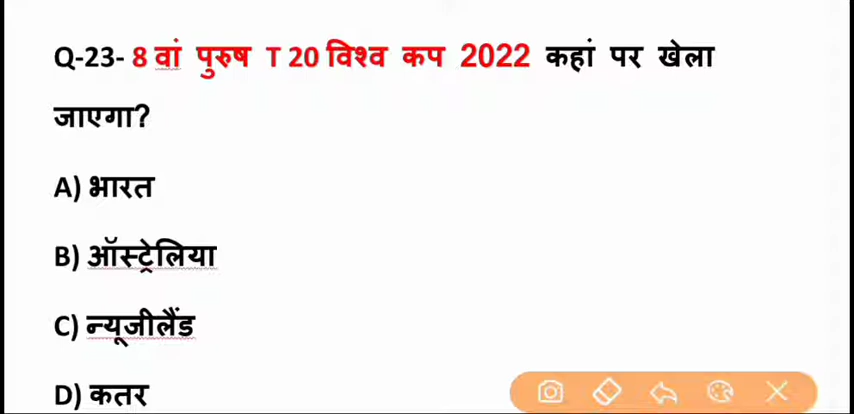 Q-23- 8 वां पुरुष T 20 विश्व कप 2022 कहां पर खेला
जाएगा?
A) भारत
B) ऑस्ट्रेलिया
C) न्यूजीलैंड
D) कतर